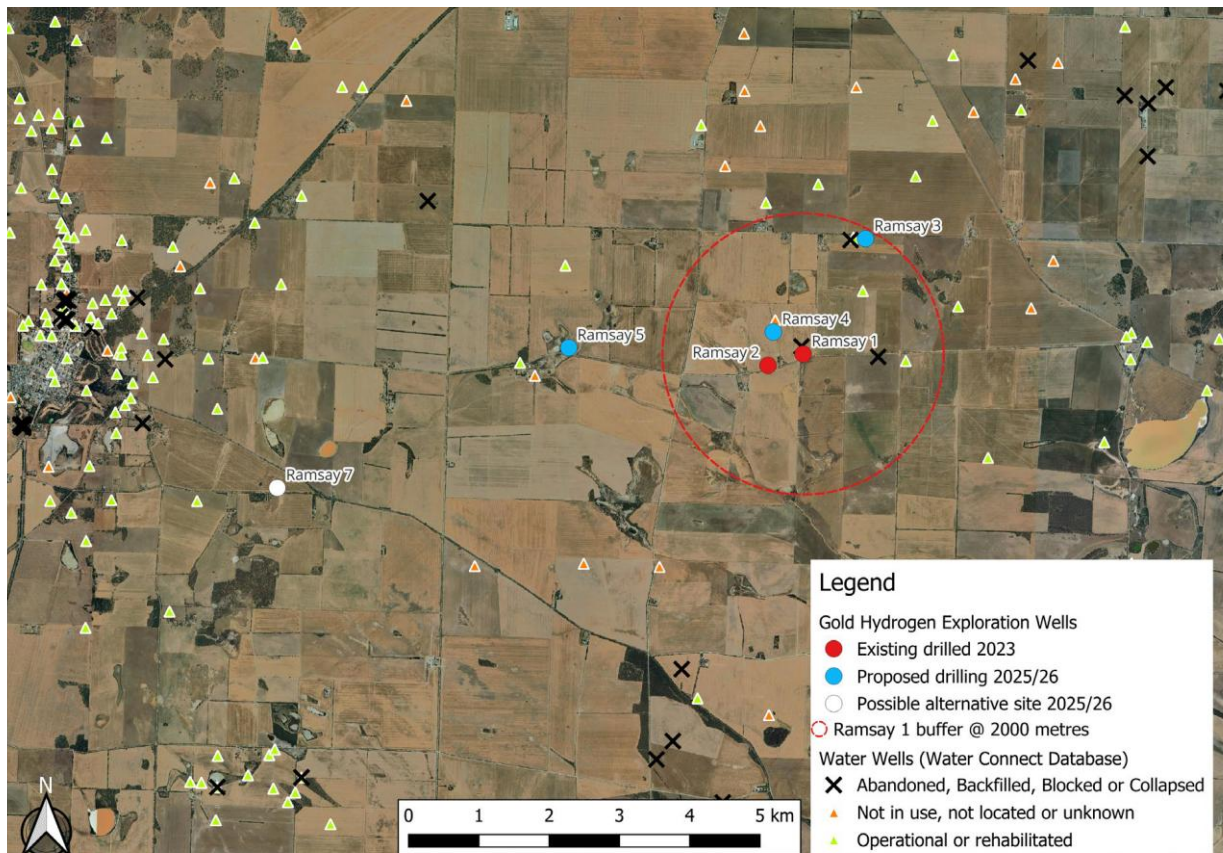 Ramsay 3
Ramsay 4
Ramsay 5
Ramsay 1
Ramsay 2
Ramsay 7
Legend
Gold Hydrogen Exploration Wells
Existing drilled 2023
Proposed drilling 2025/26
Possible alternative site 2025/26
Ramsay 1 buffer @ 2000 metres
Water Wells (Water Connect Database)
Abandoned, Backfilled, Blocked or Collapsed
Not in use, not located or unknown
Operational or rehabilitated
N
0 1 2 3 4 5 km